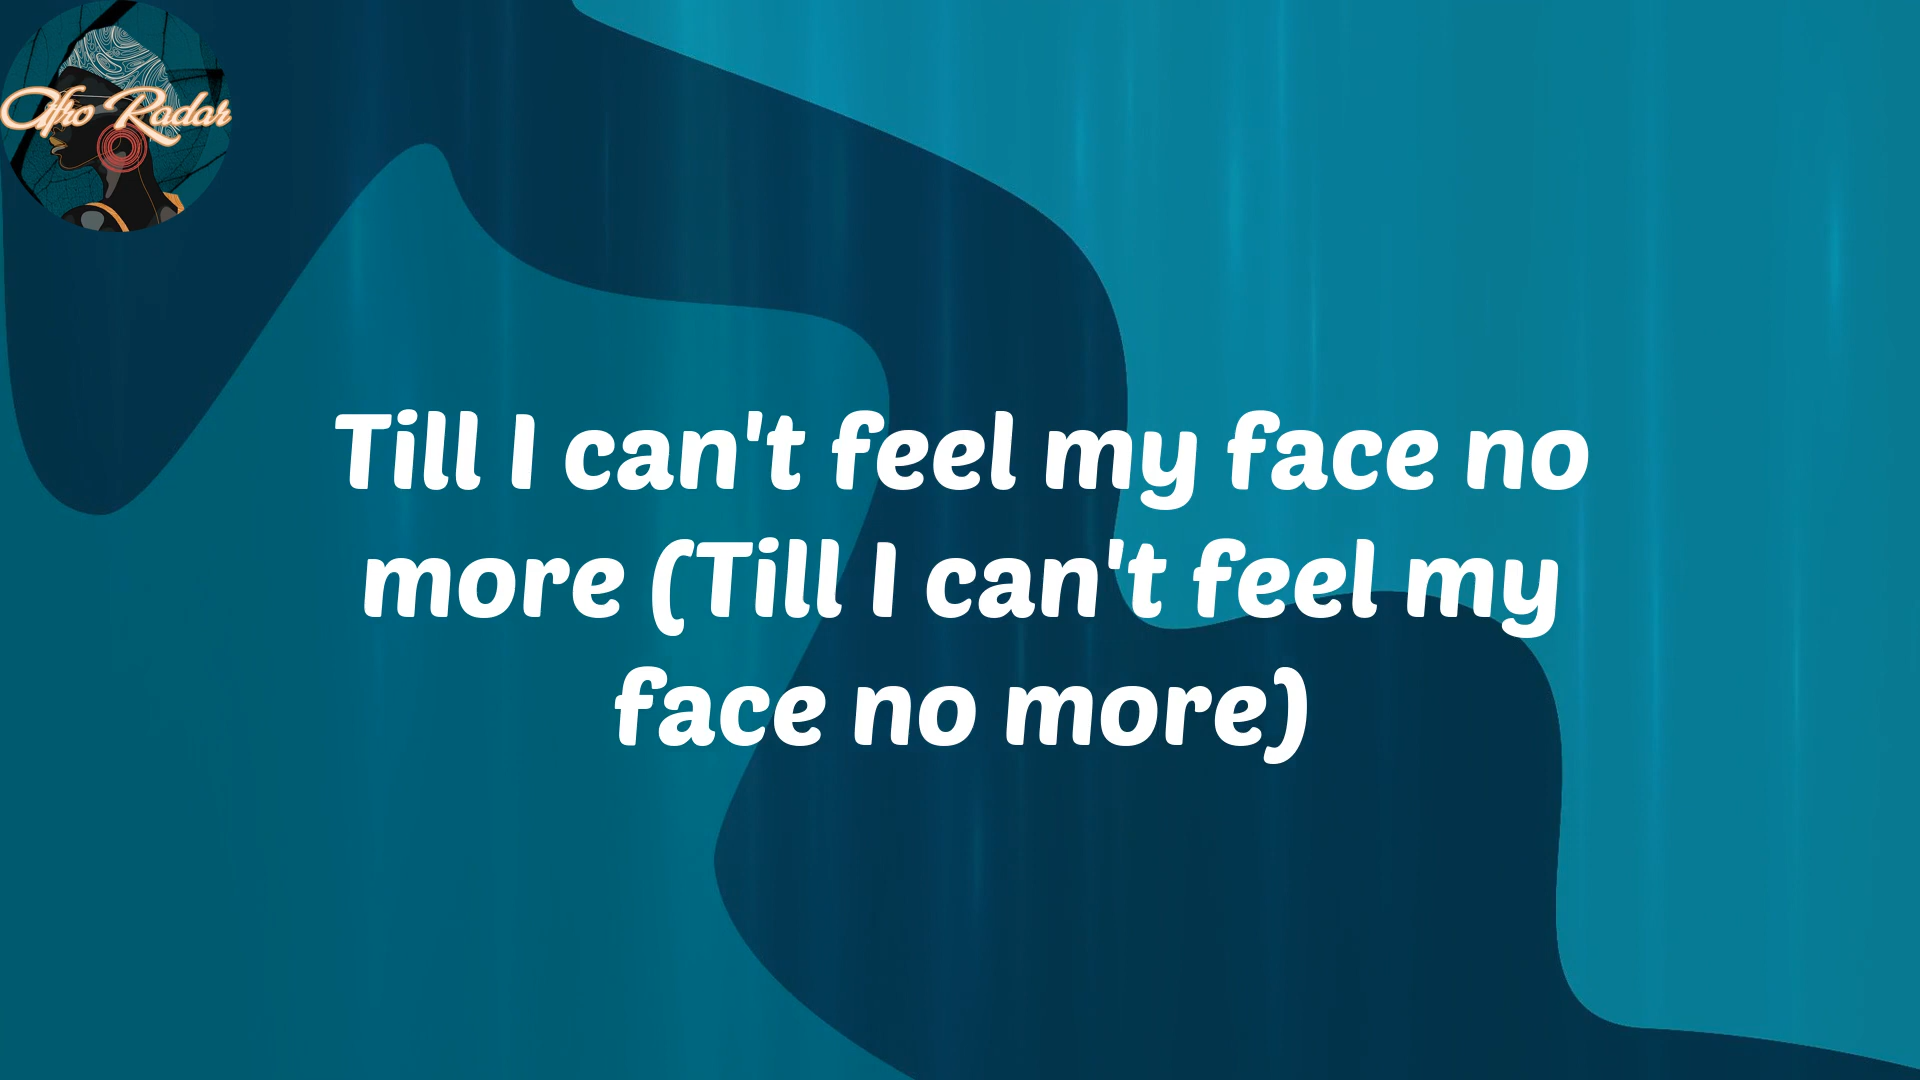 Afro Radar
Till I can't feel my face no
more (Till I can't feel my
face no more)